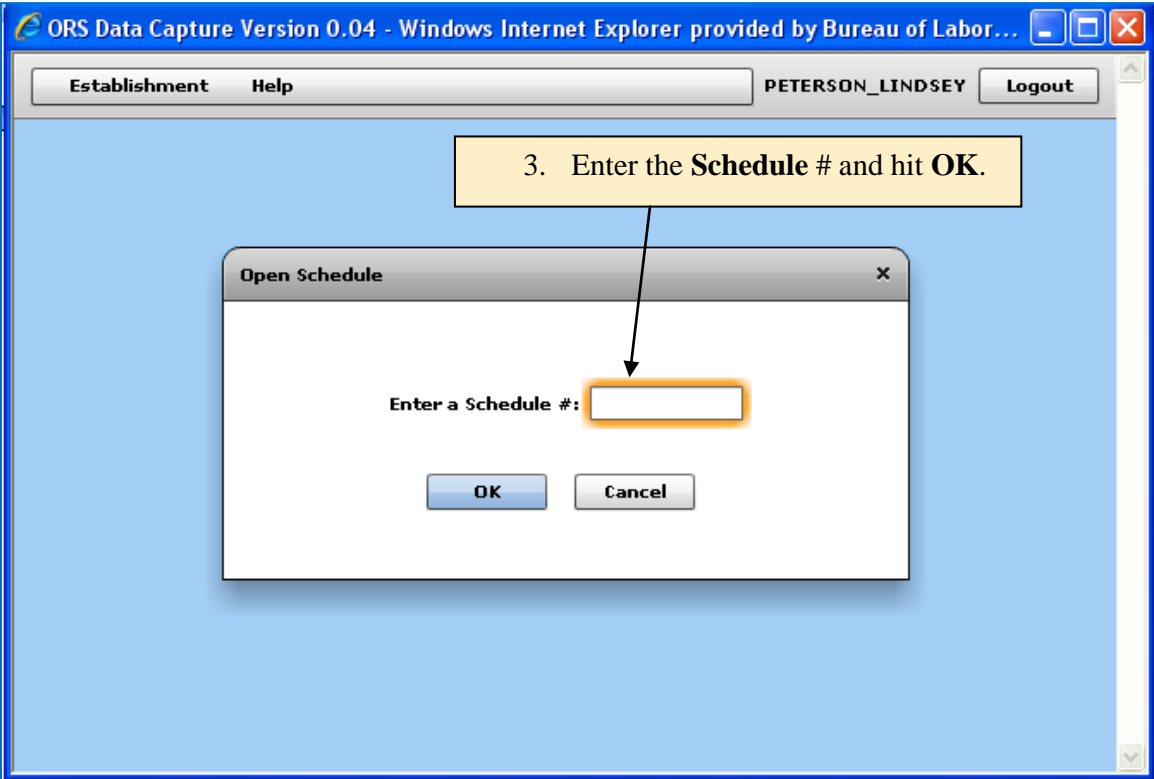 ORS Data Capture Version 0.04 - Windows Internet Explorer provided by Bureau of Labor...
Establishment Help PETERSON_LINDSEY Logout
3. Enter the Schedule # and hit OK.
Open Schedule x
Enter a Schedule #:
OK Cancel